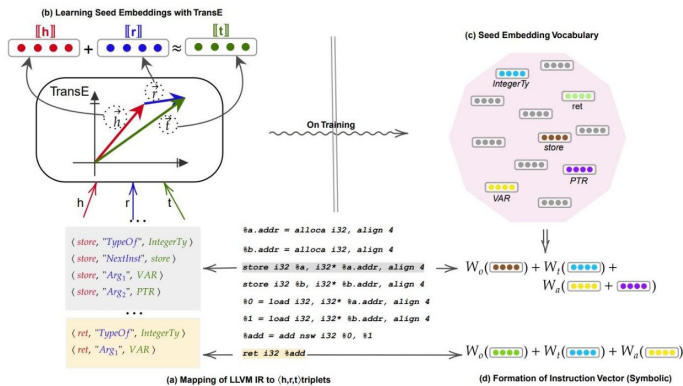 (b) Learning Seed Embeddings with TransE
⟦h⟧ ⟦r⟧ ⟦t⟧
+ ≈
TransE
r⃗
h⃗ t⃗
h r t
...
On Training
(c) Seed Embedding Vocabulary
IntegerTy
ret
store
PTR
VAR
⟨ store, "TypeOf", IntegerTy ⟩
⟨ store, "NextInst", store ⟩
⟨ store, "Arg₁", VAR ⟩
⟨ store, "Arg₂", PTR ⟩
...
⟨ ret, "TypeOf", IntegerTy ⟩
⟨ ret, "Arg₁", VAR ⟩
%a.addr = alloca i32, align 4
%b.addr = alloca i32, align 4
store i32 %a, i32* %a.addr, align 4
store i32 %b, i32* %b.addr, align 4
%0 = load i32, i32* %a.addr, align 4
%1 = load i32, i32* %b.addr, align 4
%add = add nsw i32 %0, %1
ret i32 %add
(a) Mapping of LLVM IR to ⟨h,r,t⟩triplets
Wₒ( ) + Wₜ( ) +
Wₐ( + )
Wₒ( ) + Wₜ( ) + Wₐ( )
(d) Formation of Instruction Vector (Symbolic)